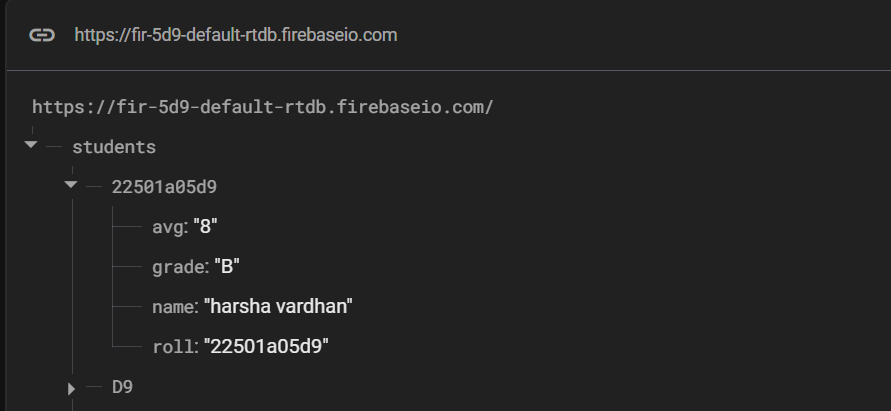 https://fir-5d9-default-rtdb.firebaseio.com
https://fir-5d9-default-rtdb.firebaseio.com/
students
22501a05d9
avg: "8"
grade: "B"
name: "harsha vardhan"
roll: "22501a05d9"
D9